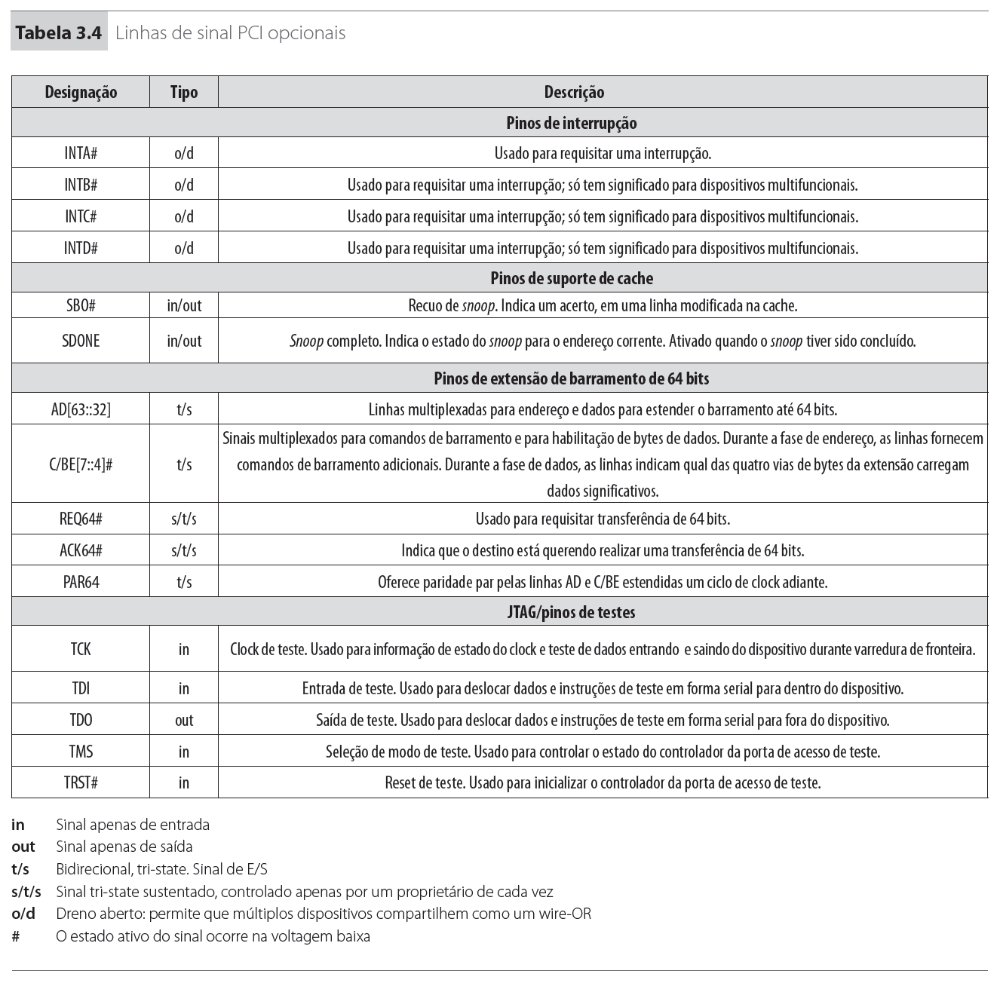 Tabela 3.4 Linhas de sinal PCI opcionais
Designação Tipo Descrição
Pinos de interrupção
INTA# o/d Usado para requisitar uma interrupção.
INTB# o/d Usado para requisitar uma interrupção; só tem significado para dispositivos multifuncionais.
INTC# o/d Usado para requisitar uma interrupção; só tem significado para dispositivos multifuncionais.
INTD# o/d Usado para requisitar uma interrupção; só tem significado para dispositivos multifuncionais.
Pinos de suporte de cache
SBO# in/out Recuo de snoop. Indica um acerto, em uma linha modificada na cache.
SDONE in/out Snoop completo. Indica o estado do snoop para o endereço corrente. Ativado quando o snoop tiver sido concluído.
Pinos de extensão de barramento de 64 bits
AD[63::32] t/s Linhas multiplexadas para endereço e dados para estender o barramento até 64 bits.
C/BE[7::4]# t/s Sinais multiplexados para comandos de barramento e para habilitação de bytes de dados. Durante a fase de endereço, as linhas fornecem
comandos de barramento adicionais. Durante a fase de dados, as linhas indicam qual das quatro vias de bytes da extensão carregam
dados significativos.
REQ64# s/t/s Usado para requisitar transferência de 64 bits.
ACK64# s/t/s Indica que o destino está querendo realizar uma transferência de 64 bits.
PAR64 t/s Oferece paridade par pelas linhas AD e C/BE estendidas um ciclo de clock adiante.
JTAG/pinos de testes
TCK in Clock de teste. Usado para informação de estado do clock e teste de dados entrando e saindo do dispositivo durante varredura de fronteira.
TDI in Entrada de teste. Usado para deslocar dados e instruções de teste em forma serial para dentro do dispositivo.
TDO out Saída de teste. Usado para deslocar dados e instruções de teste em forma serial para fora do dispositivo.
TMS in Seleção de modo de teste. Usado para controlar o estado do controlador da porta de acesso de teste.
TRST# in Reset de teste. Usado para inicializar o controlador da porta de acesso de teste.
in Sinal apenas de entrada
out Sinal apenas de saída
t/s Bidirecional, tri-state. Sinal de E/S
s/t/s Sinal tri-state sustentado, controlado apenas por um proprietário de cada vez
o/d Dreno aberto: permite que múltiplos dispositivos compartilhem como um wire-OR
# O estado ativo do sinal ocorre na voltagem baixa